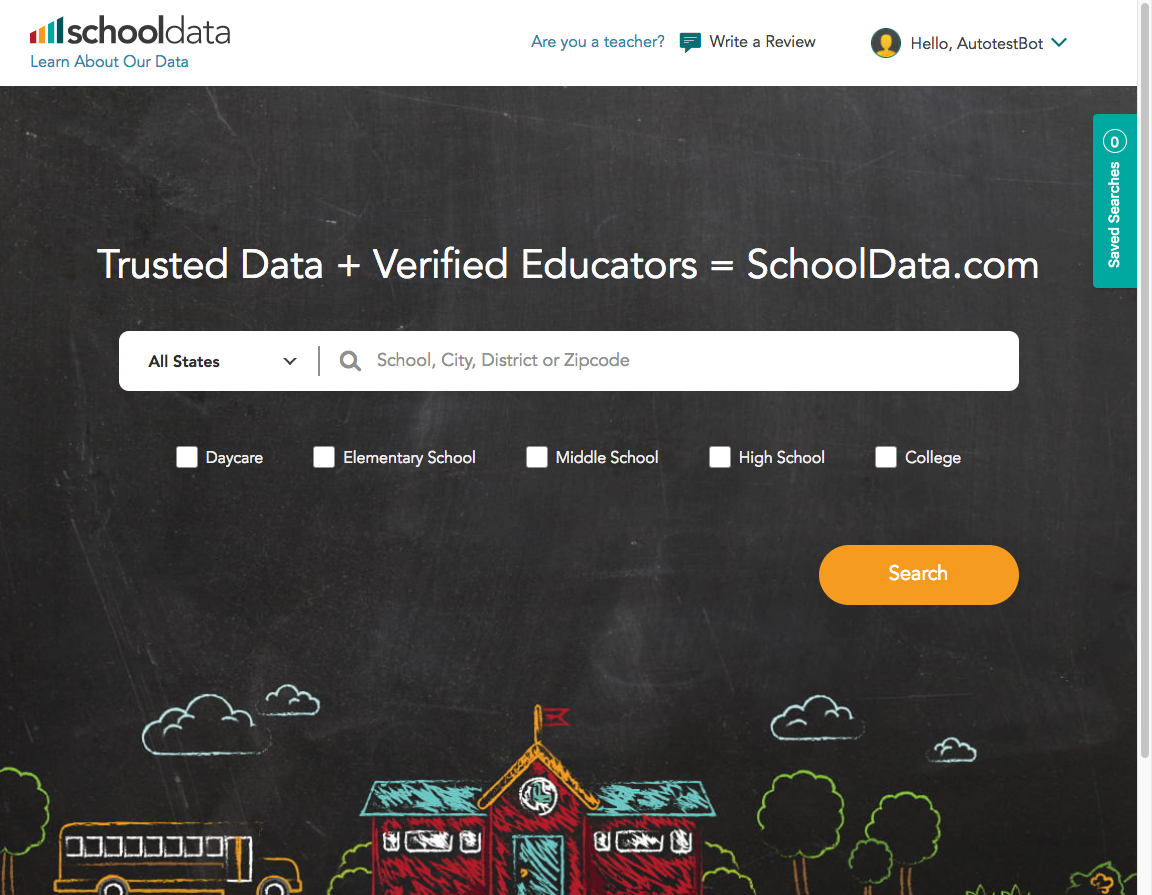 schooldata
Learn About Our Data
Are you a teacher?
Write a Review
Hello, AutotestBot
0
Saved Searches
Trusted Data + Verified Educators = SchoolData.com
All States
School, City, District or Zipcode
Daycare
Elementary School
Middle School
High School
College
Search